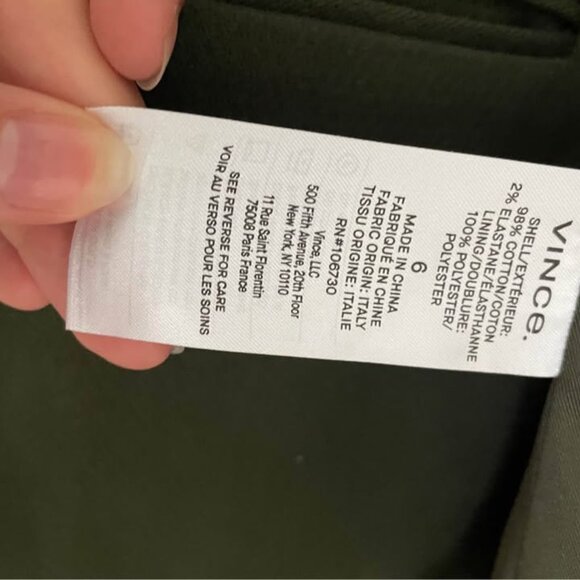 VINCE.
SHELL/EXTÉRIEUR:
98% COTTON/COTON
2% ELASTANE/ÉLASTHANNE
LINING/DOUBLURE:
100% POLYESTER/
POLYESTER
6
MADE IN CHINA
FABRIQUÉ EN CHINE
FABRIC ORIGIN: ITALY
TISSU ORIGINE: ITALIE
RN#106730
Vince, LLC
500 Fifth Avenue, 20th Floor
New York, NY 10110
11 Rue Saint Florentin
75008 Paris France
SEE REVERSE FOR CARE
VOIR AU VERSO POUR LES SOINS